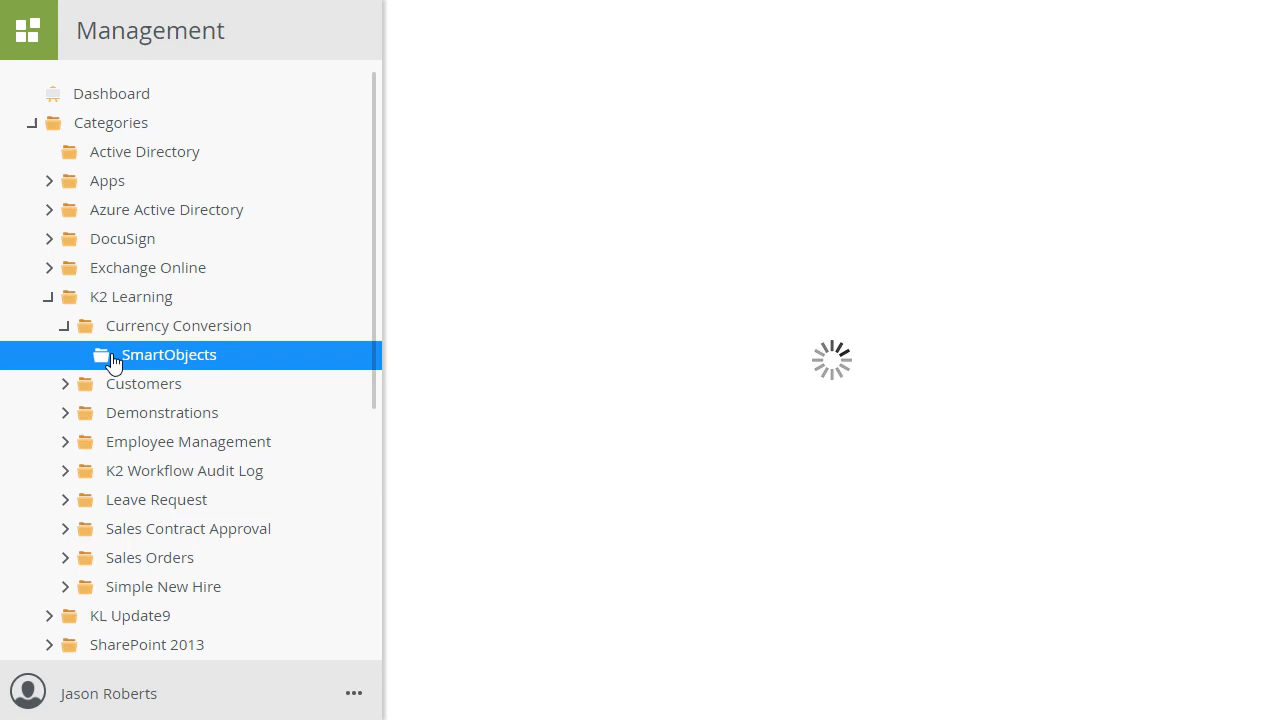 Management
Dashboard
Categories
Active Directory
Apps
Azure Active Directory
DocuSign
Exchange Online
K2 Learning
Currency Conversion
SmartObjects
Customers
Demonstrations
Employee Management
K2 Workflow Audit Log
Leave Request
Sales Contract Approval
Sales Orders
Simple New Hire
KL Update9
SharePoint 2013
Jason Roberts